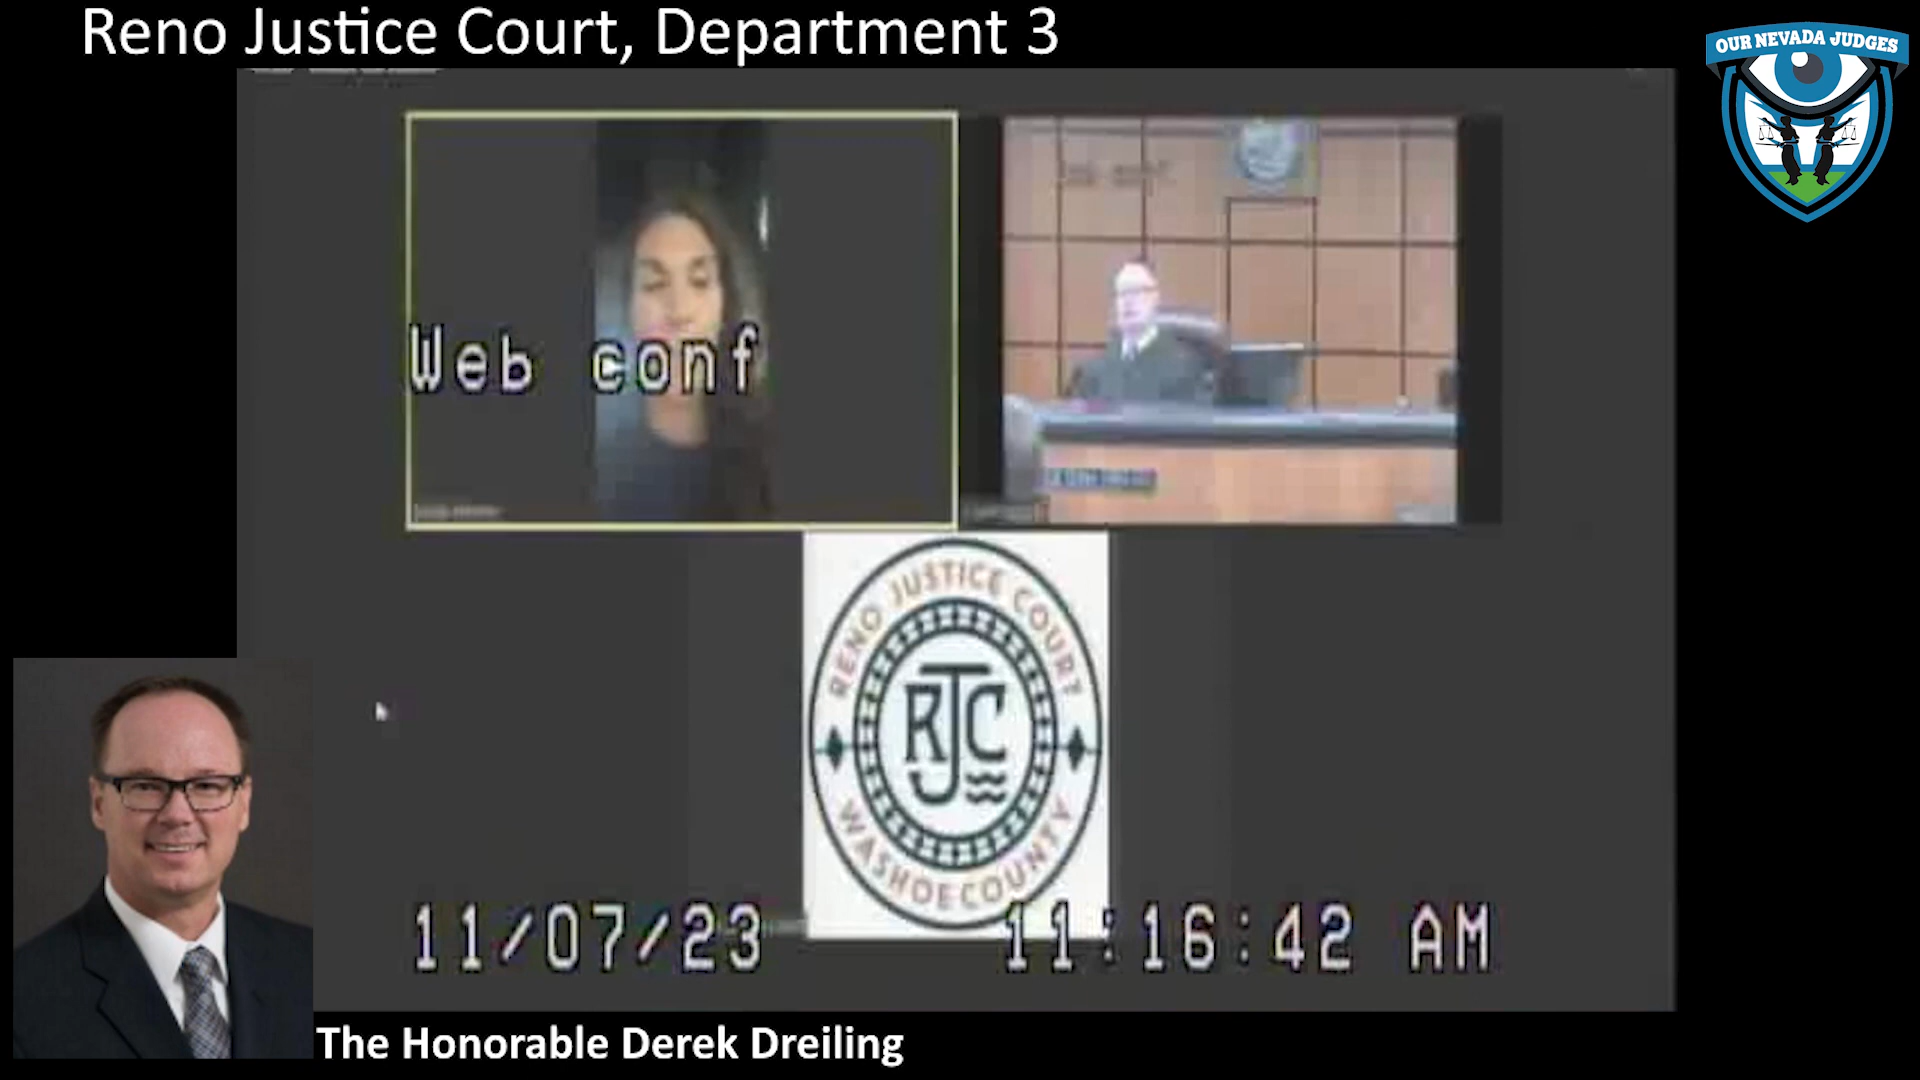 Reno Justice Court, Department 3
OUR NEVADA JUDGES
Web conf
RENO JUSTICE COURT
RJC
WASHOE COUNTY
11/07/23 11:16:42 AM
The Honorable Derek Dreiling